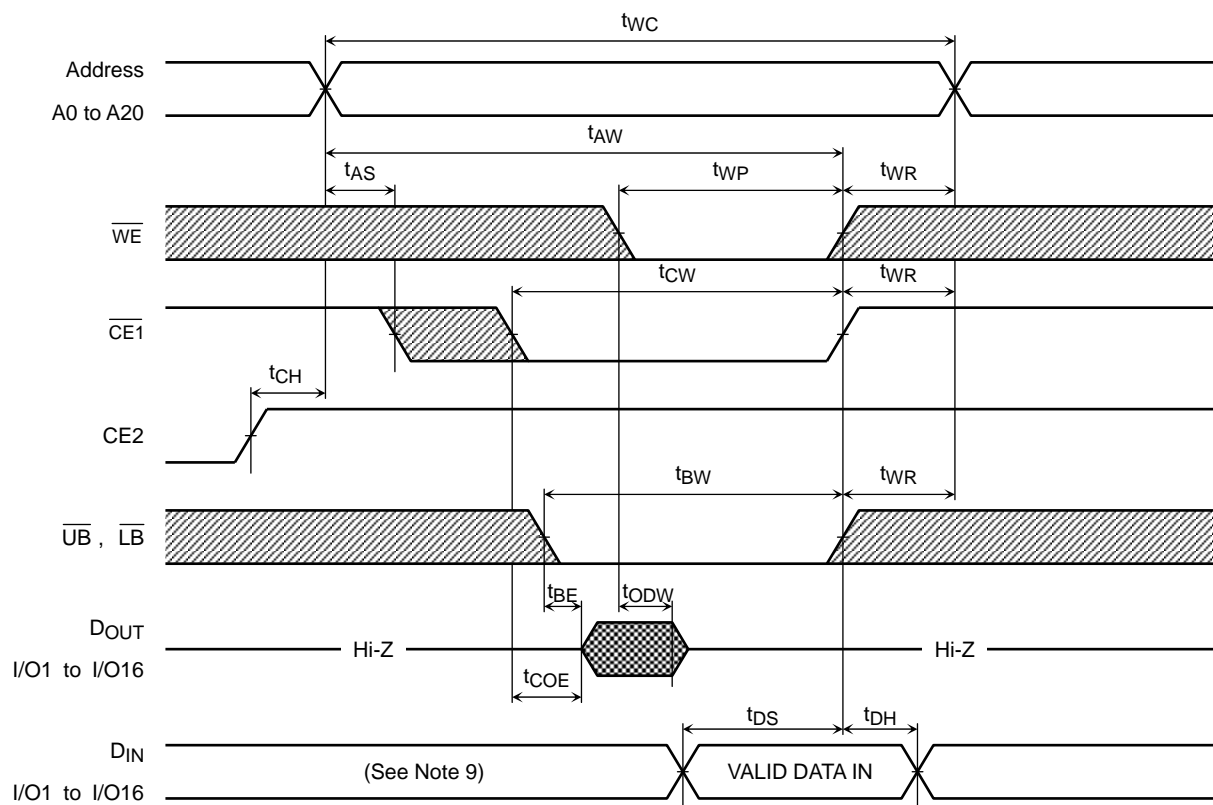 tWC
Address
A0 to A20
tAW
tAS
tWP
tWR
WE
tCW
tWR
CE1
tCH
CE2
tBW
tWR
UB , LB
tBE
tODW
DOUT
Hi-Z
Hi-Z
I/O1 to I/O16
tCOE
tDS
tDH
DIN
(See Note 9)
VALID DATA IN
I/O1 to I/O16